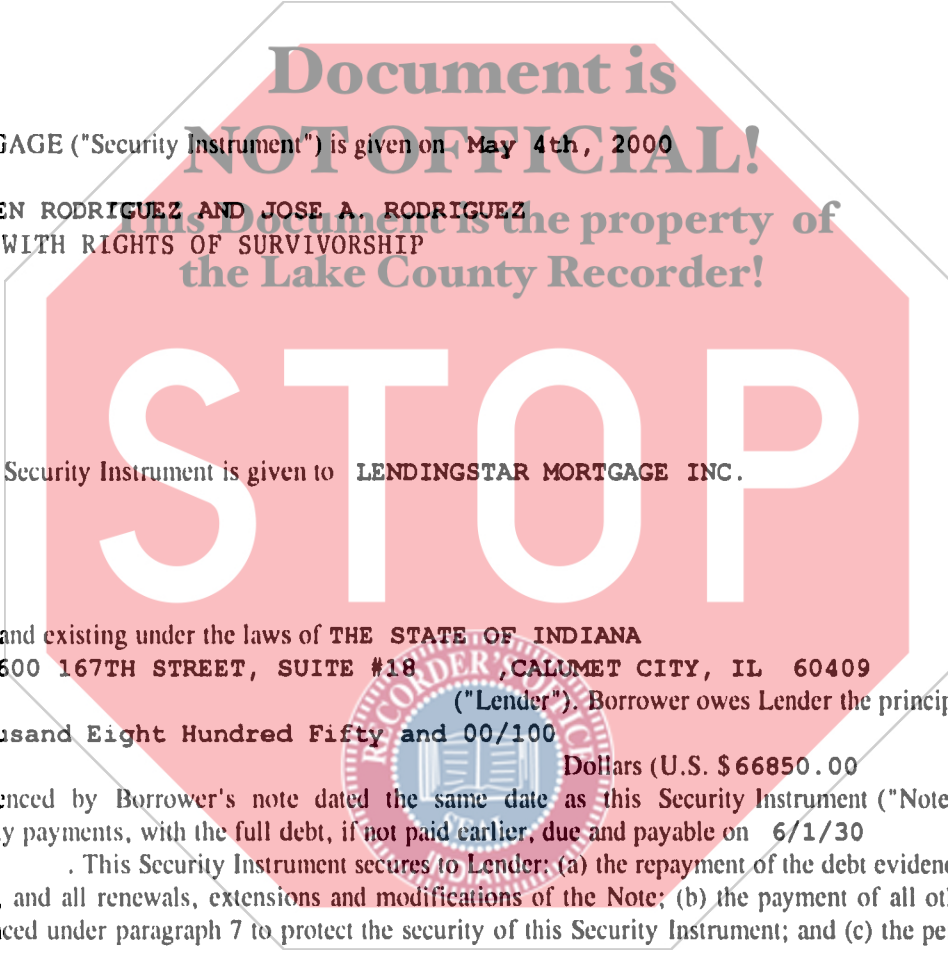 Document is
NOT OFFICIAL!
GAGE ("Security Instrument") is given on May 4th, 2000
EN RODRIGUEZ AND JOSE A. RODRIGUEZ
This Document is the property of
WITH RIGHTS OF SURVIVORSHIP
the Lake County Recorder!
STOP
Security Instrument is given to LENDINGSTAR MORTGAGE INC.
and existing under the laws of THE STATE OF INDIANA
600 167TH STREET, SUITE #18 ,CALUMET CITY, IL 60409
("Lender"). Borrower owes Lender the princip
usand Eight Hundred Fifty and 00/100
Dollars (U.S. $66850.00
enced by Borrower's note dated the same date as this Security Instrument ("Note
y payments, with the full debt, if not paid earlier, due and payable on 6/1/30
. This Security Instrument secures to Lender: (a) the repayment of the debt evidenc
, and all renewals, extensions and modifications of the Note; (b) the payment of all oth
ced under paragraph 7 to protect the security of this Security Instrument; and (c) the pe
RECORDER'S OFFICE
SEAL